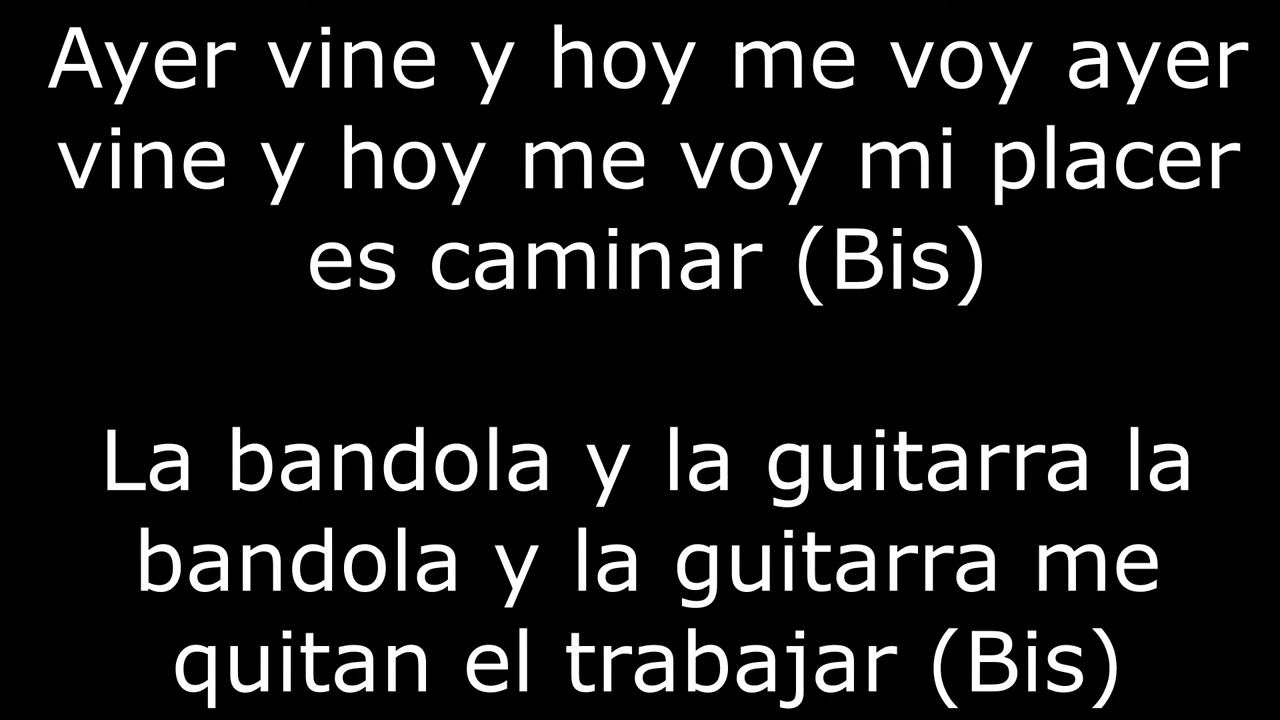 Ayer vine y hoy me voy ayer
vine y hoy me voy mi placer
es caminar (Bis)
La bandola y la guitarra la
bandola y la guitarra me
quitan el trabajar (Bis)